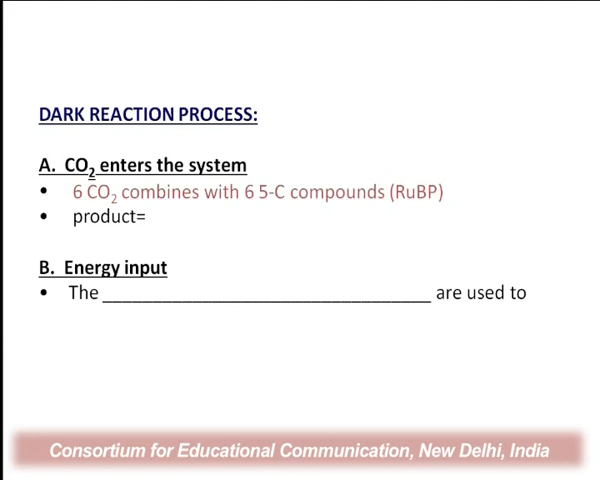 DARK REACTION PROCESS:
A. CO₂ enters the system
• 6 CO₂ combines with 6 5-C compounds (RuBP)
• product=
B. Energy input
• The _________________________________ are used to
Consortium for Educational Communication, New Delhi, India